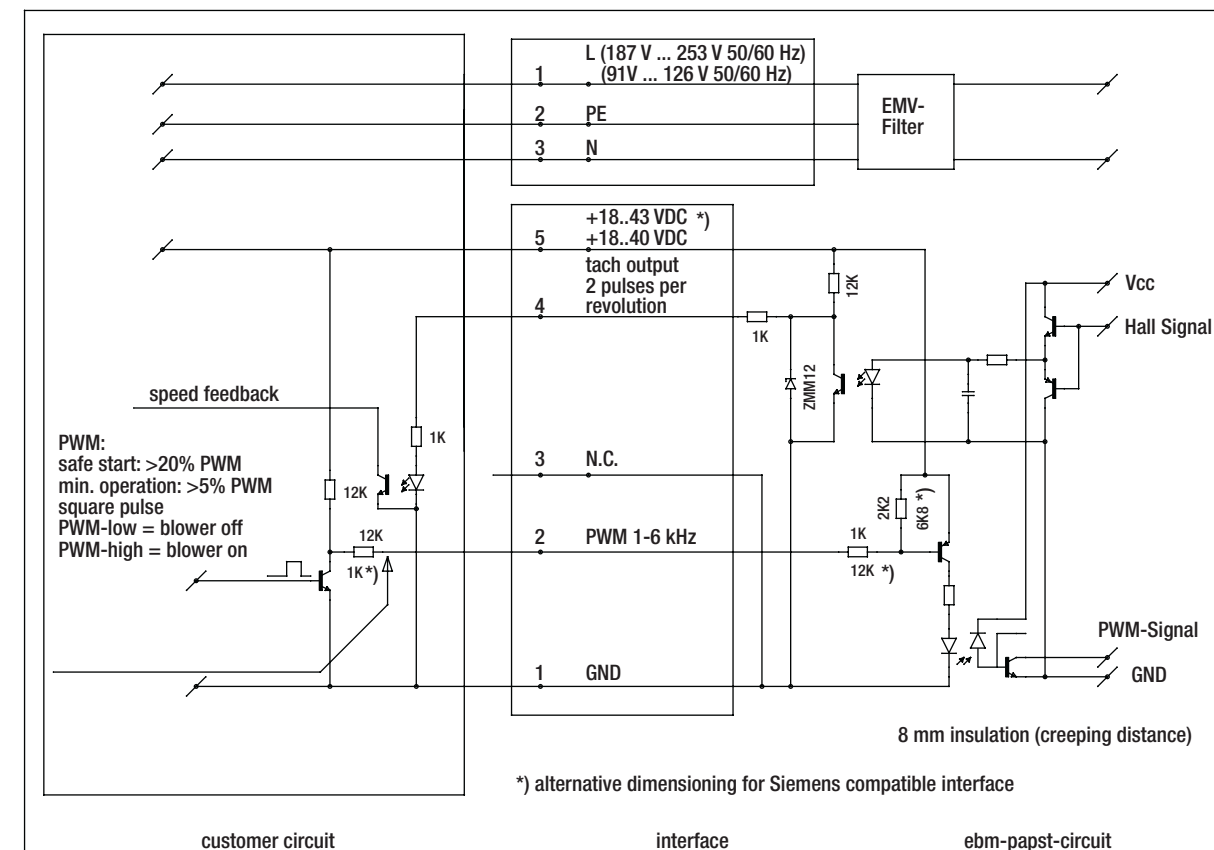 L (187 V ... 253 V 50/60 Hz)
(91V ... 126 V 50/60 Hz)
1
2 PE
3 N
EMV-
Filter
+18..43 VDC *)
5 +18..40 VDC
tach output
2 pulses per
4 revolution
1K
12K
ZMM12
Vcc
Hall Signal
speed feedback
1K
PWM:
safe start: >20% PWM
min. operation: >5% PWM
square pulse
PWM-low = blower off
PWM-high = blower on
12K
12K
1K*)
3 N.C.
2 PWM 1-6 kHz
2K2
6K8 *)
1K
12K *)
PWM-Signal
1 GND
GND
8 mm insulation (creeping distance)
*) alternative dimensioning for Siemens compatible interface
customer circuit interface ebm-papst-circuit